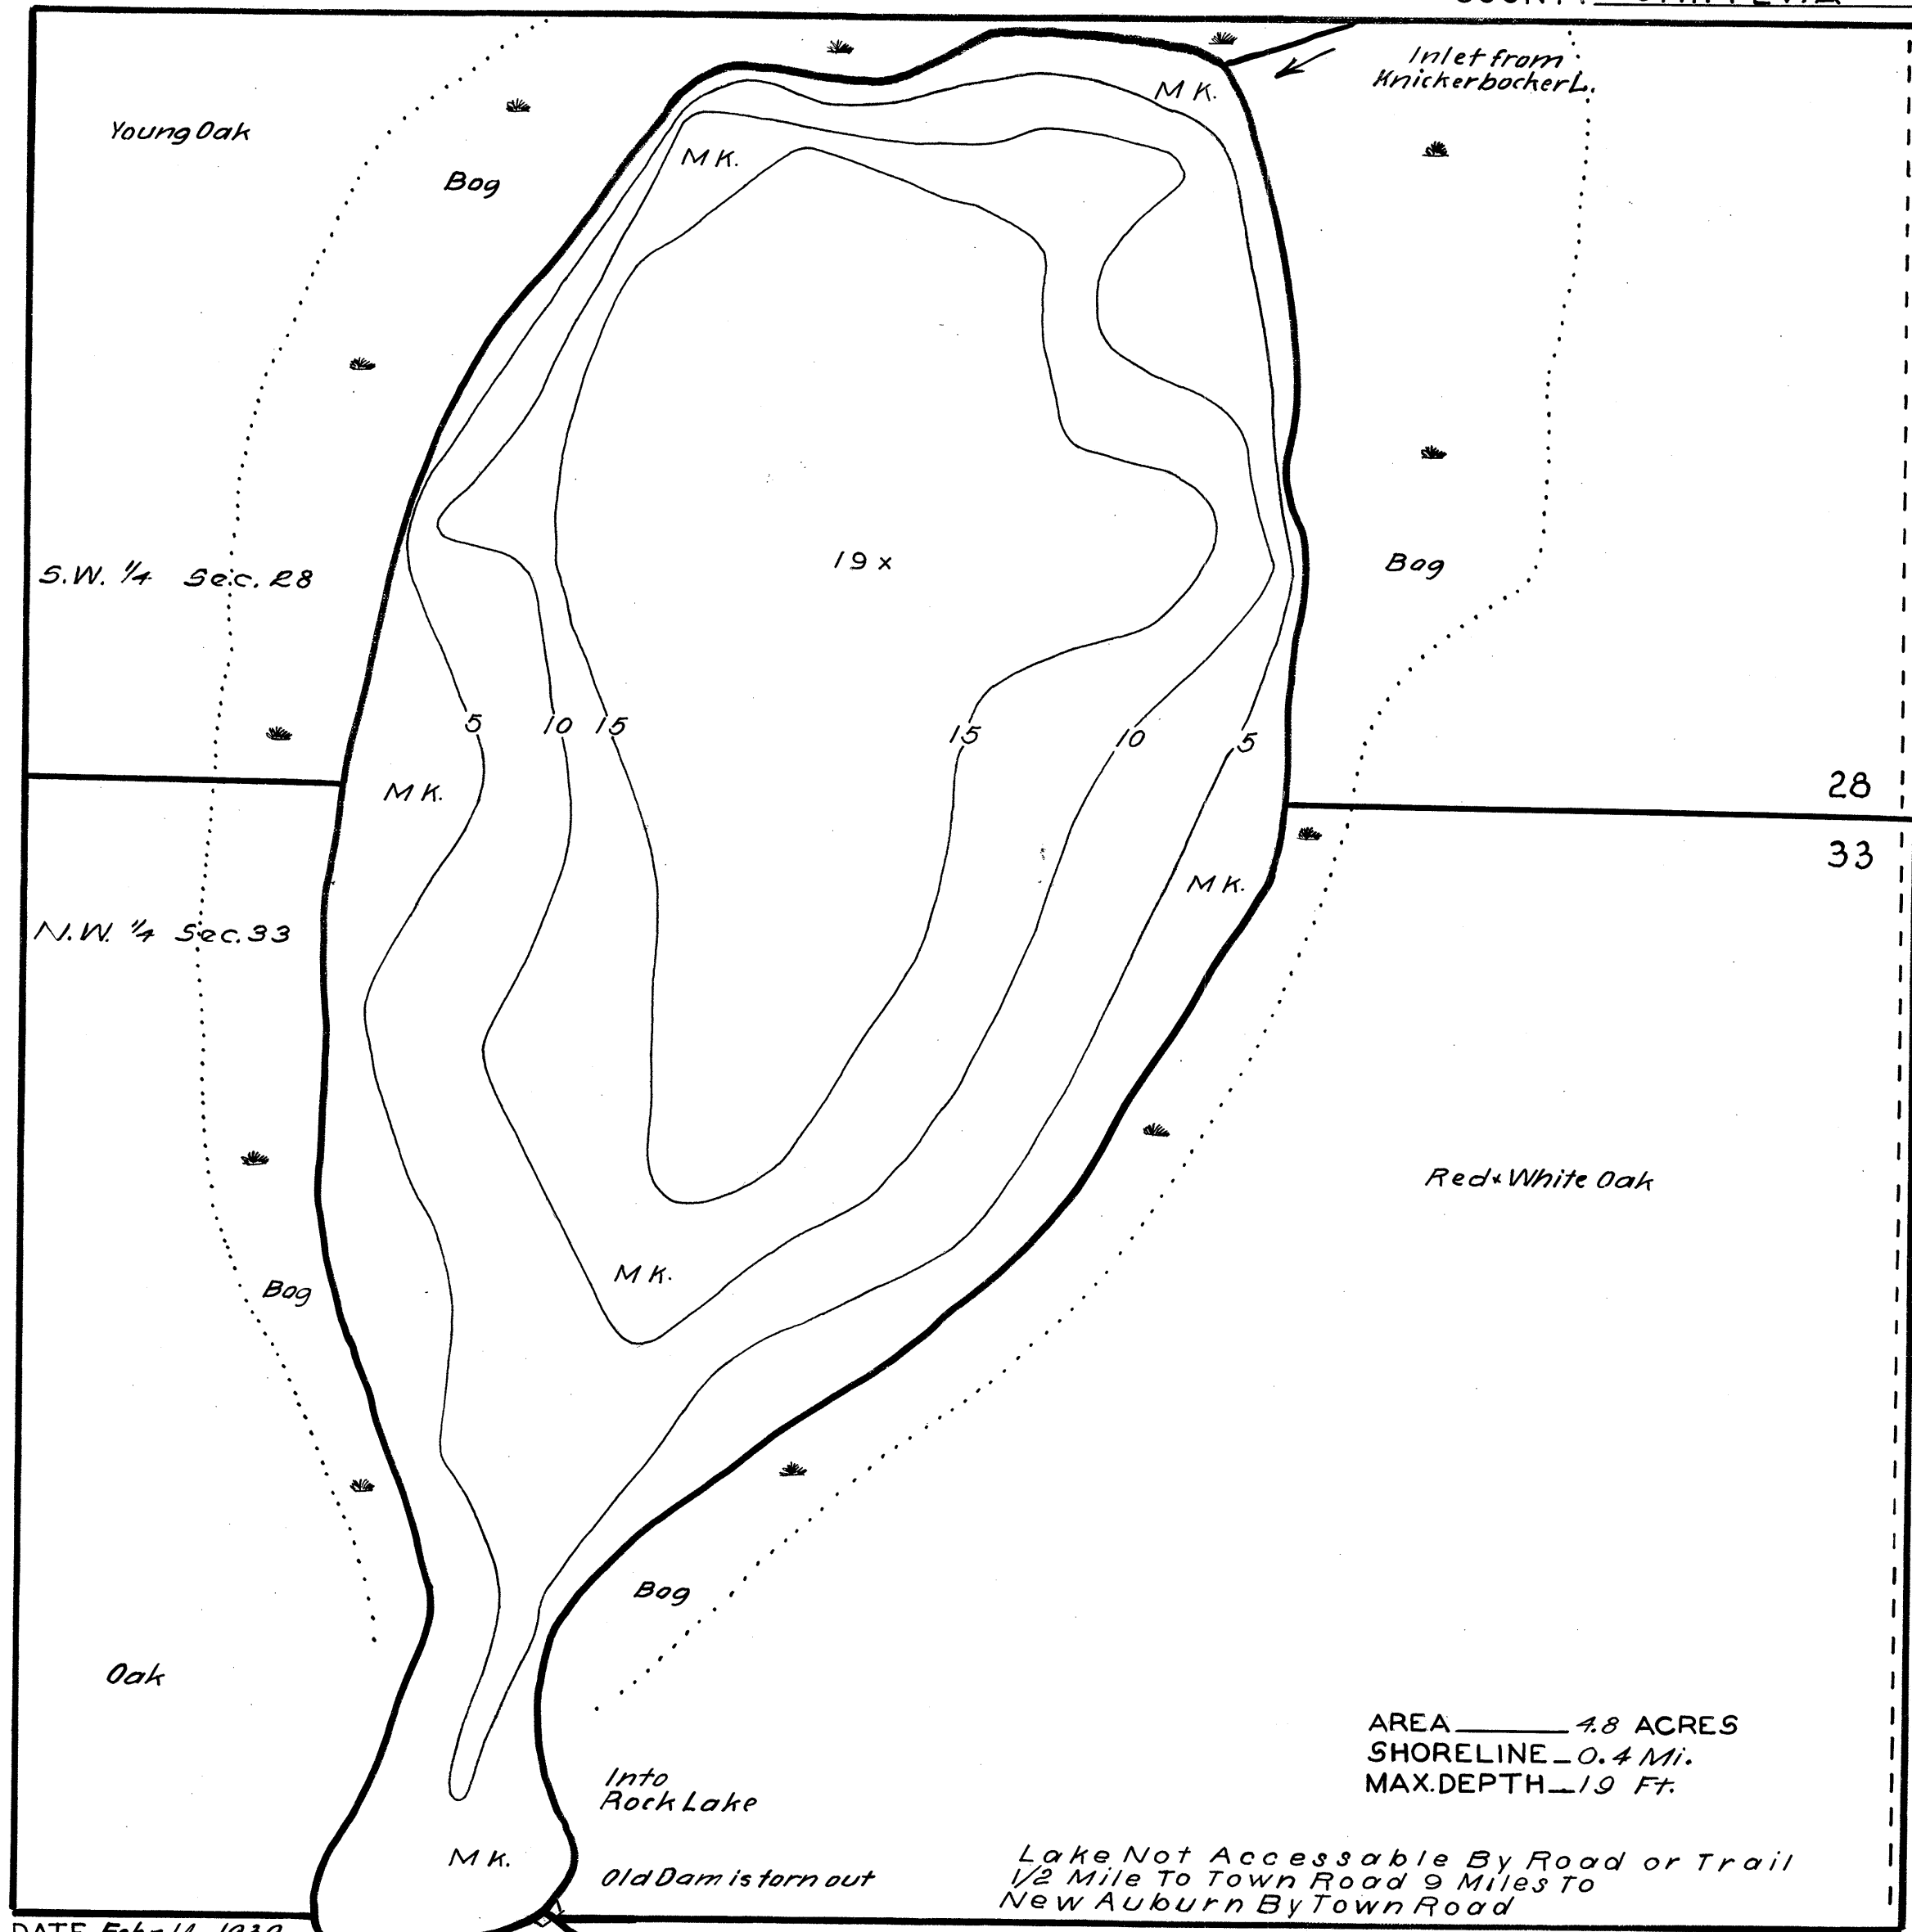 Inlet from
Knickerbocker L.
M K.
Young Oak
M K.
Bog
19 x
Bog
S.W. 1/4 Sec. 28
5 10 15 15 10 5
M K.
28
33
M K.
N.W. 1/4 Sec. 33
Red & White Oak
M K.
Bog
Bog
Oak
AREA 4.8 ACRES
SHORELINE 0.4 Mi.
MAX. DEPTH 19 Ft.
Into
Rock Lake
M K.
Old Dam is torn out
Lake Not Accessable By Road or Trail
1/2 Mile To Town Road 9 Miles To
New Auburn By Town Road